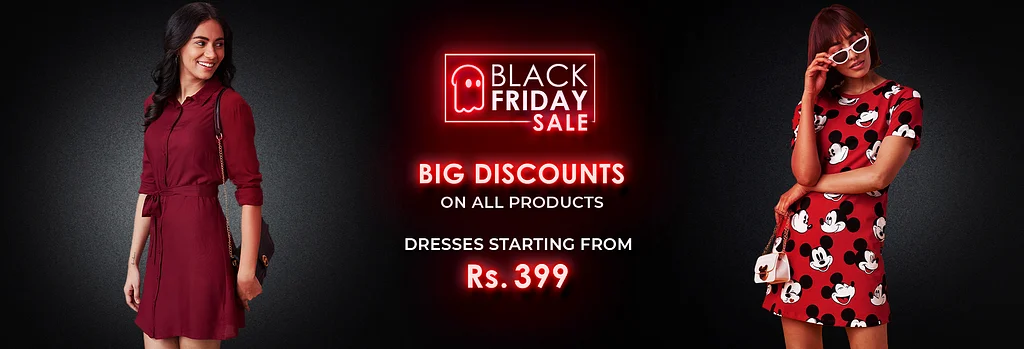 BLACK
FRIDAY
SALE
BIG DISCOUNTS
ON ALL PRODUCTS
DRESSES STARTING FROM
Rs. 399